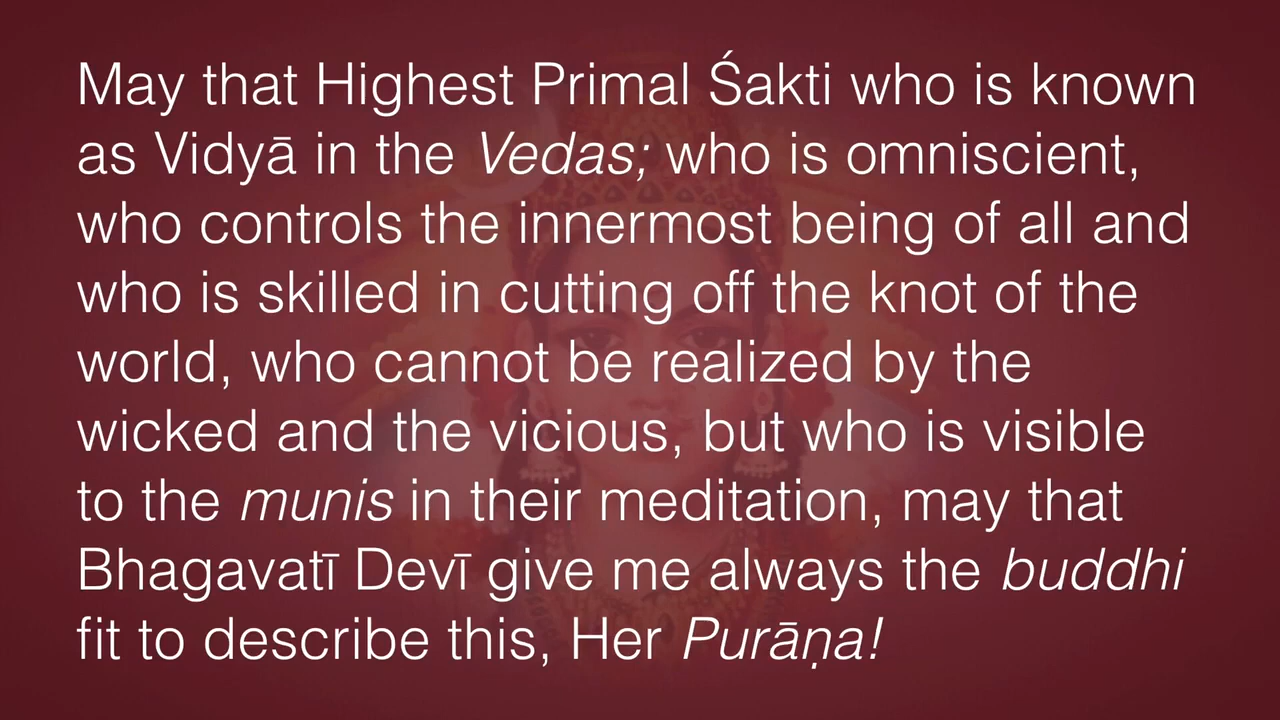 May that Highest Primal Śakti who is known
as Vidyā in the Vedas; who is omniscient,
who controls the innermost being of all and
who is skilled in cutting off the knot of the
world, who cannot be realized by the
wicked and the vicious, but who is visible
to the munis in their meditation, may that
Bhagavatī Devī give me always the buddhi
fit to describe this, Her Purāṇa!